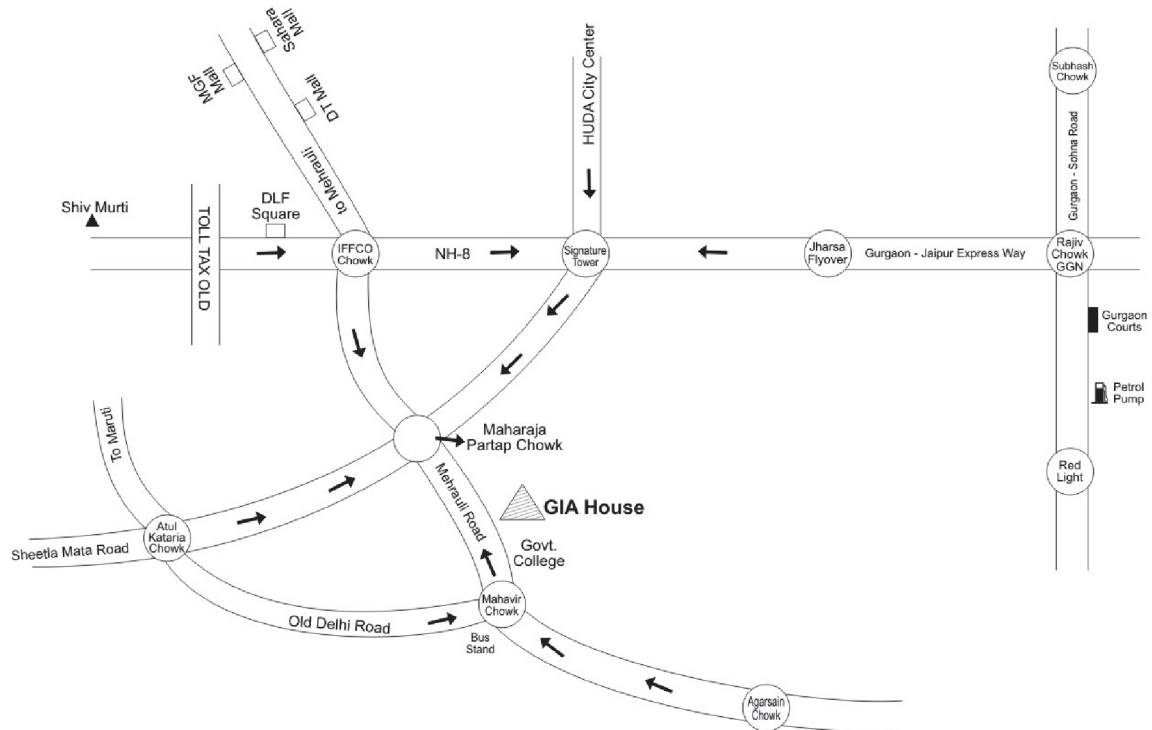 Sahara
Mall
MGF
Mall
DT Mall
to Mehrauli
HUDA City Center
Subhash
Chowk
Gurgaon - Sohna Road
Shiv Murti
TOLL TAX OLD
DLF
Square
IFFCO
Chowk
NH-8
Signature
Tower
Jharsa
Flyover
Gurgaon - Jaipur Express Way
Rajiv
Chowk
GGN
Gurgaon
Courts
Petrol
Pump
Red
Light
To Maruti
Maharaja
Partap Chowk
Mehrauli Road
GIA House
Govt.
College
Atul
Kataria
Chowk
Sheetla Mata Road
Old Delhi Road
Mahavir
Chowk
Bus
Stand
Agarsain
Chowk